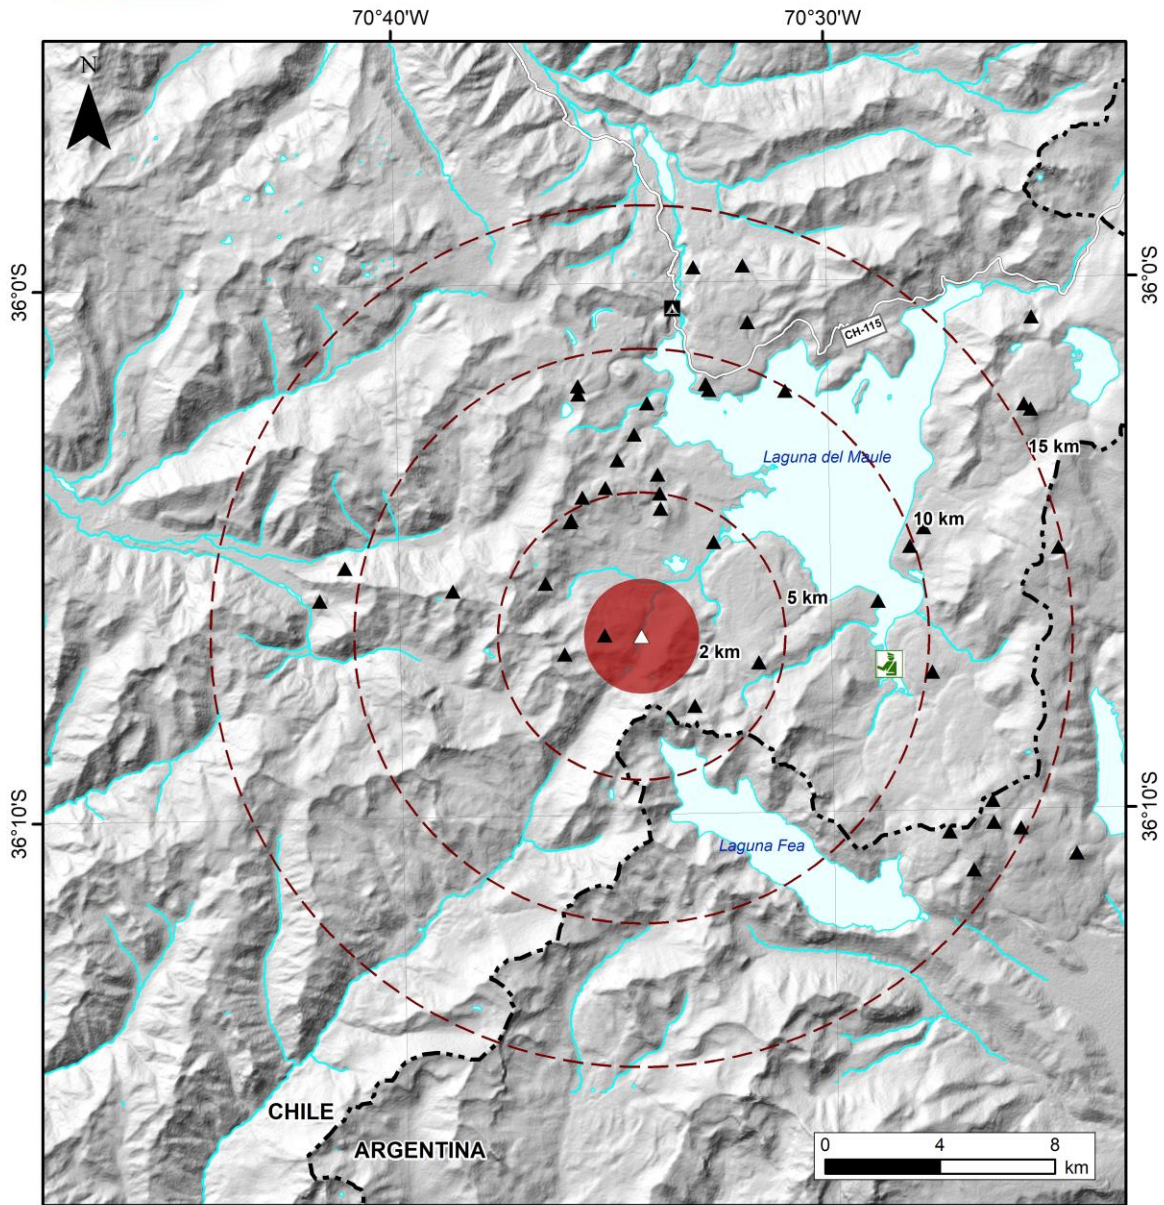 70°40'W
70°30'W
N
36°0'S
36°0'S
CH-115
Laguna del Maule
15 km
10 km
5 km
2 km
36°10'S
36°10'S
Laguna Fea
CHILE
ARGENTINA
0 4 8
km